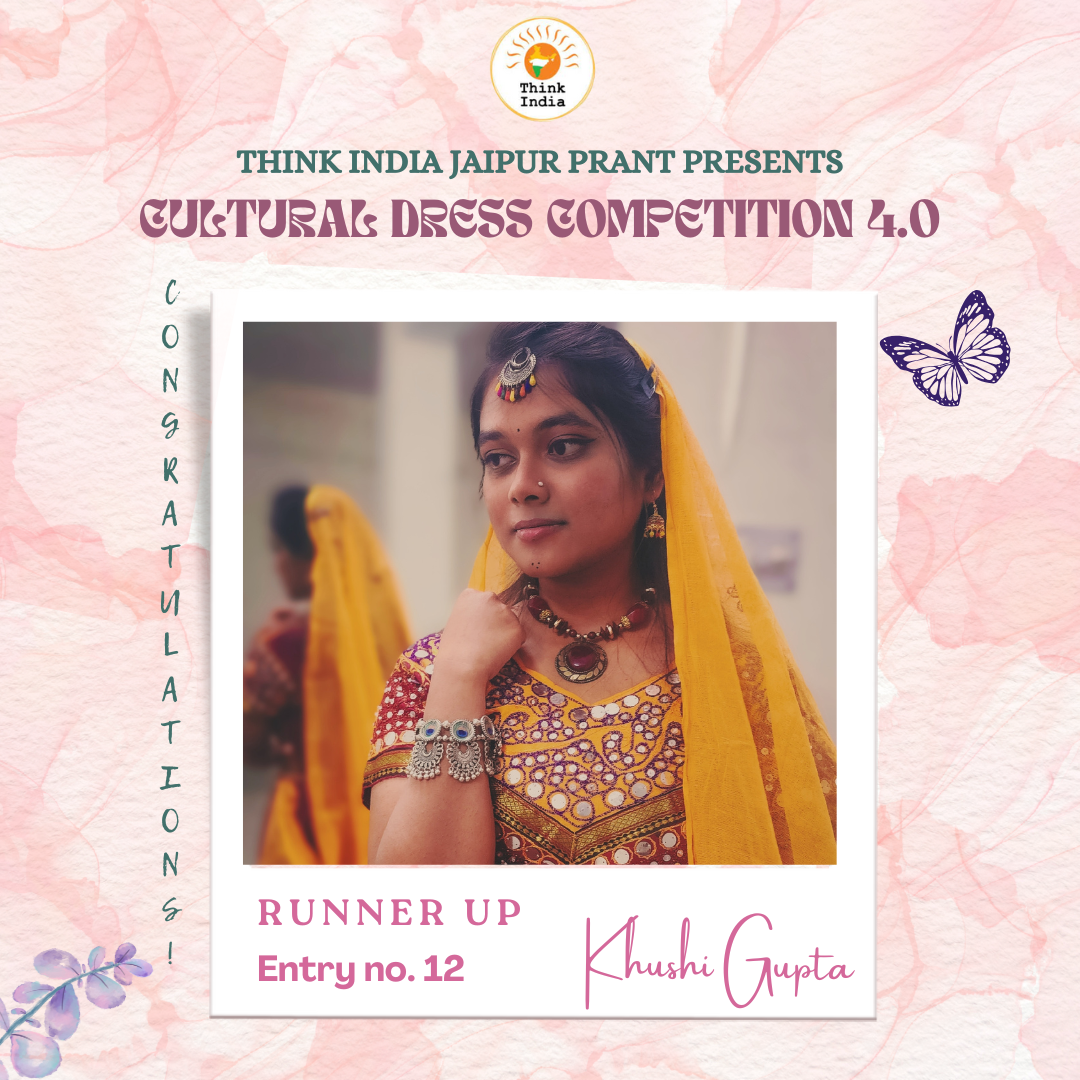 Think
India
THINK INDIA JAIPUR PRANT PRESENTS
CULTURAL DRESS COMPETITION 4.0
CONGRATULATIONS!
RUNNER UP
Entry no. 12
Khushi Gupta